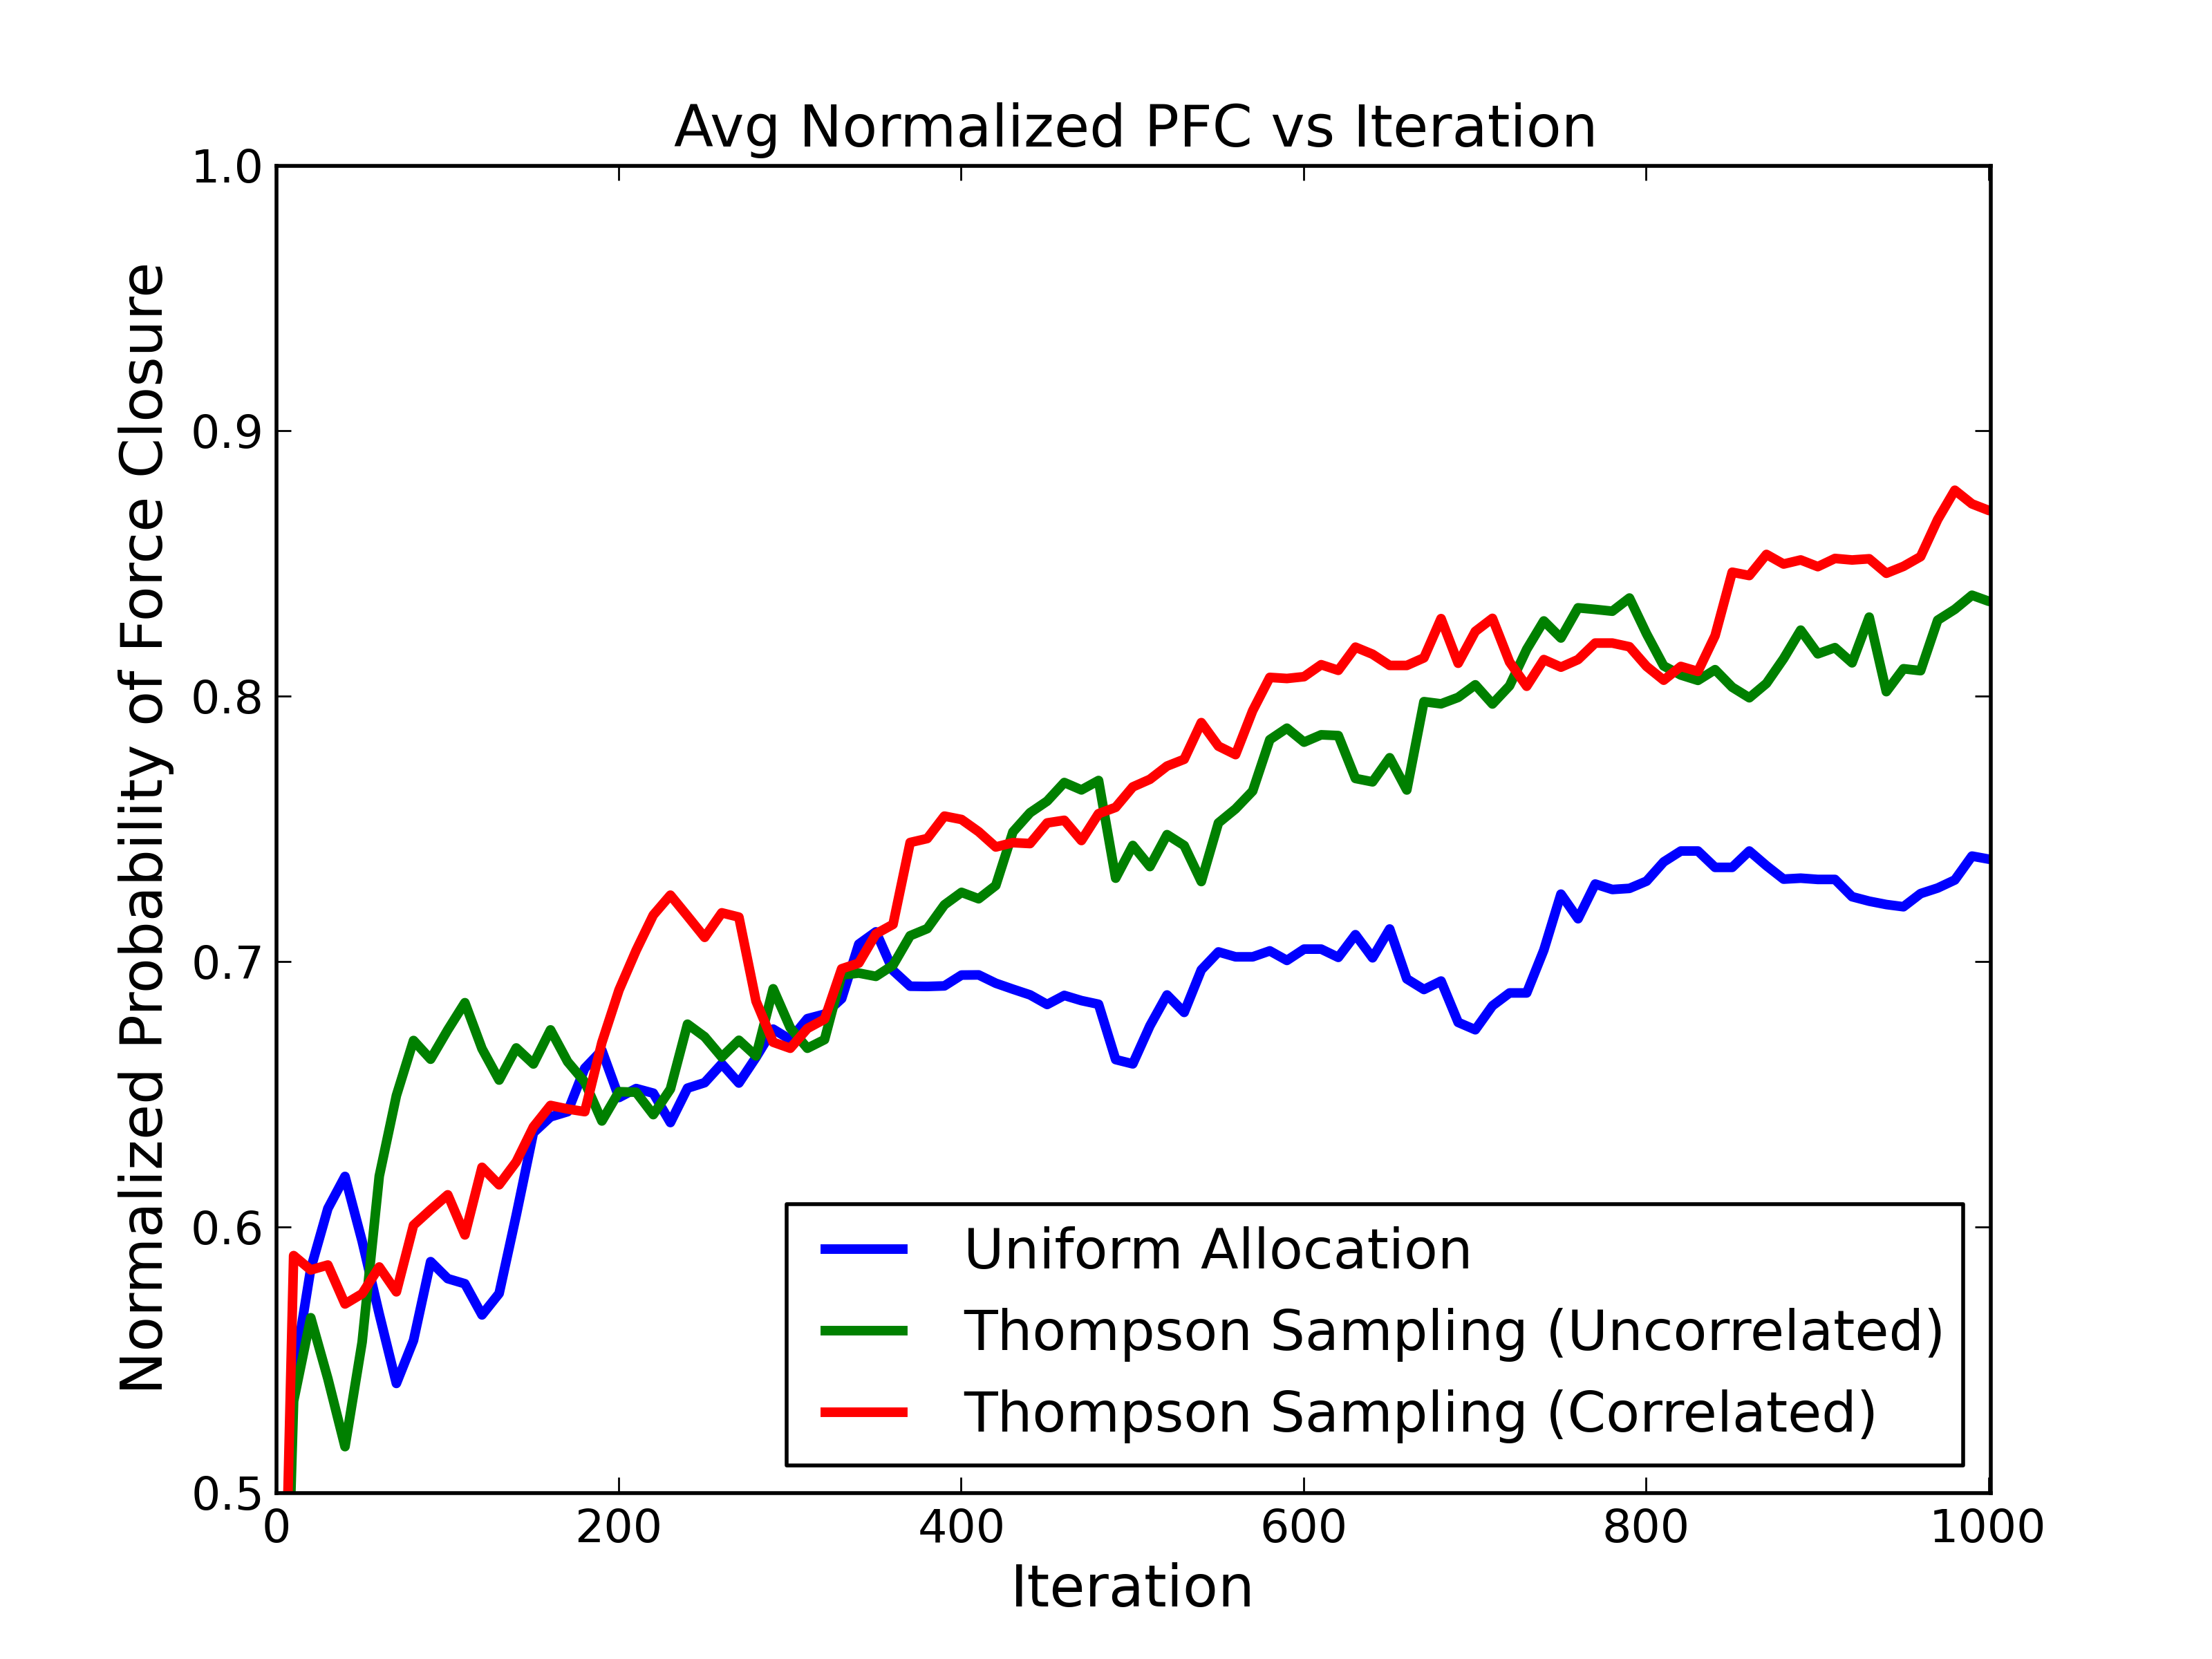 Avg Normalized PFC vs Iteration
Normalized Probability of Force Closure
1.0
0.9
0.8
0.7
0.6
0.5
0 200 400 600 800 1000
Iteration
Uniform Allocation
Thompson Sampling (Uncorrelated)
Thompson Sampling (Correlated)